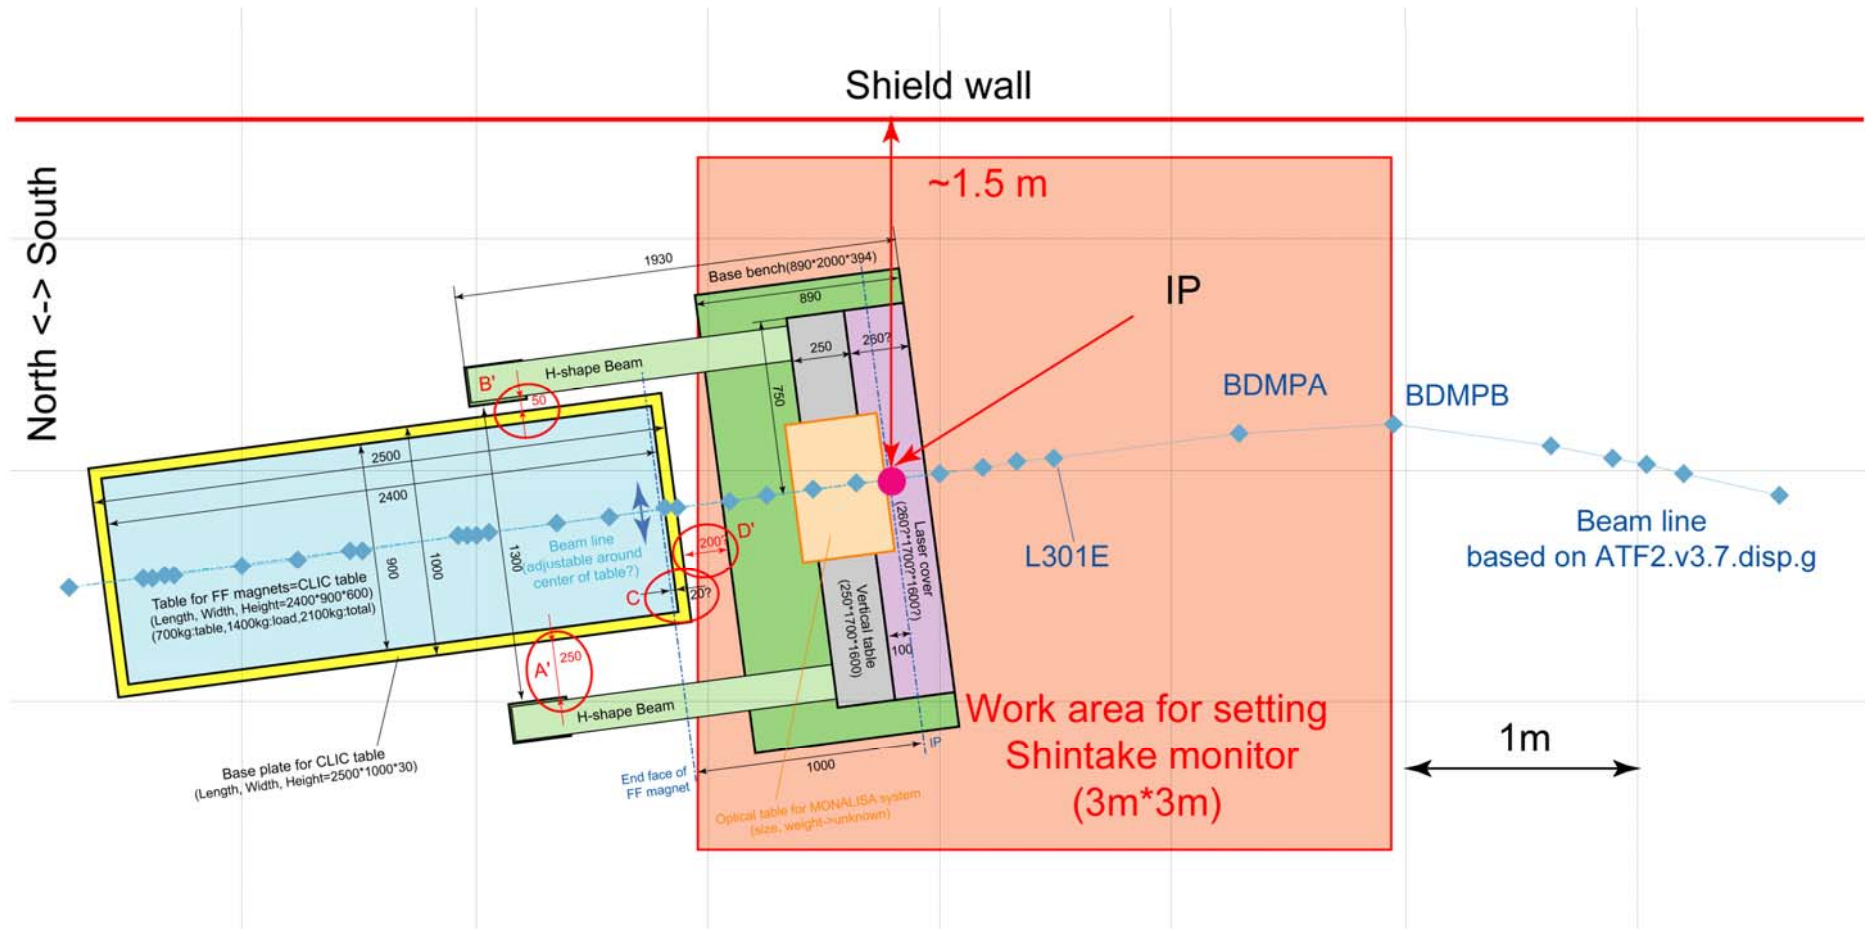 Shield wall
North <-> South
~1.5 m
1930
Base bench(890*2000*394)
890
IP
H-shape Beam
250
260?
750
B'
50
BDMPA
BDMPB
2500
2400
900
1000
1300
Beam line
(adjustable around
center of table?)
200?
D'
C
20?
Table for FF magnets=CLIC table
(Length, Width, Height=2400*900*600)
(700kg:table,1400kg:load,2100kg:total)
Laser cover
(260?*1700?*1600?)
Vertical table
(250*1700*1600)
100
L301E
Beam line
based on ATF2.v3.7.disp.g
A'
250
H-shape Beam
Base plate for CLIC table
(Length, Width, Height=2500*1000*30)
End face of
FF magnet
1000
IP
Optical table for MONALISA system
(size, weight->unknown)
Work area for setting
Shintake monitor
(3m*3m)
1m